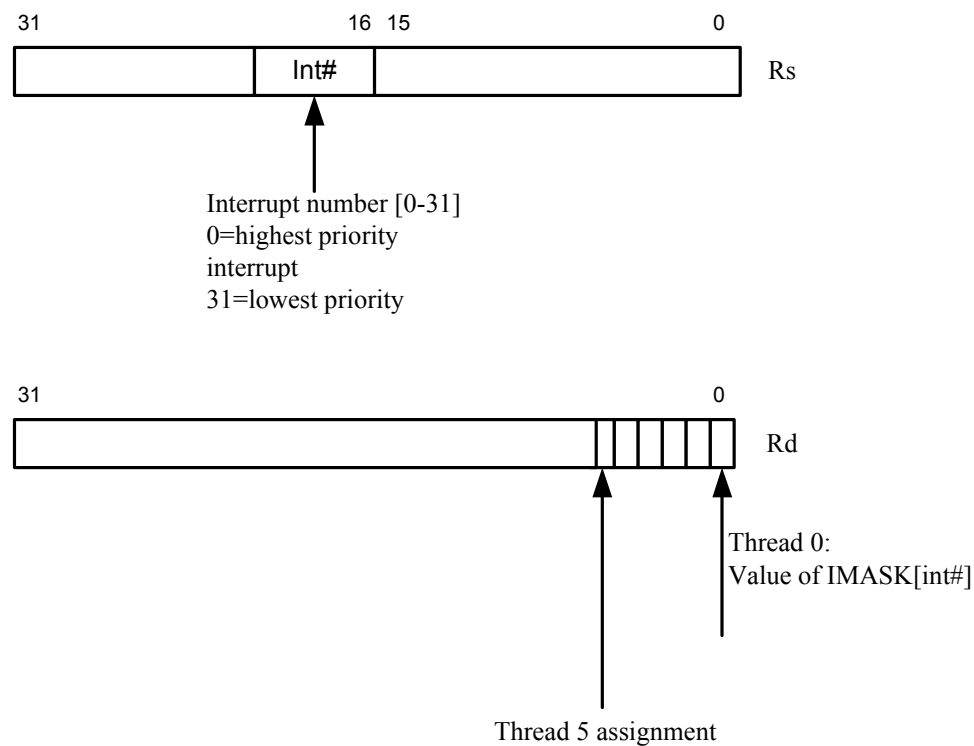 31 16 15 0
Int# Rs
Interrupt number [0-31]
0=highest priority
interrupt
31=lowest priority
31 0
Rd
Thread 0:
Value of IMASK[int#]
Thread 5 assignment